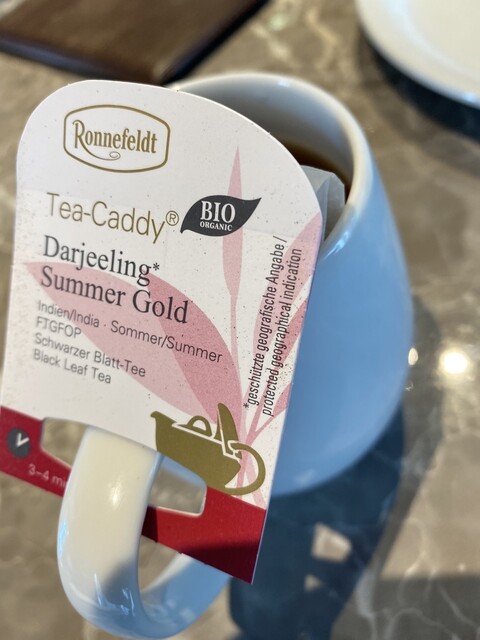 Ronnefeldt
Tea-Caddy®
BIO
ORGANIC
Darjeeling*
Summer Gold
Indien/India · Sommer/Summer
FTGFOP
Schwarzer Blatt-Tee
Black Leaf Tea
*geschützte geografische Angabe /
protected geographical indication
3-4